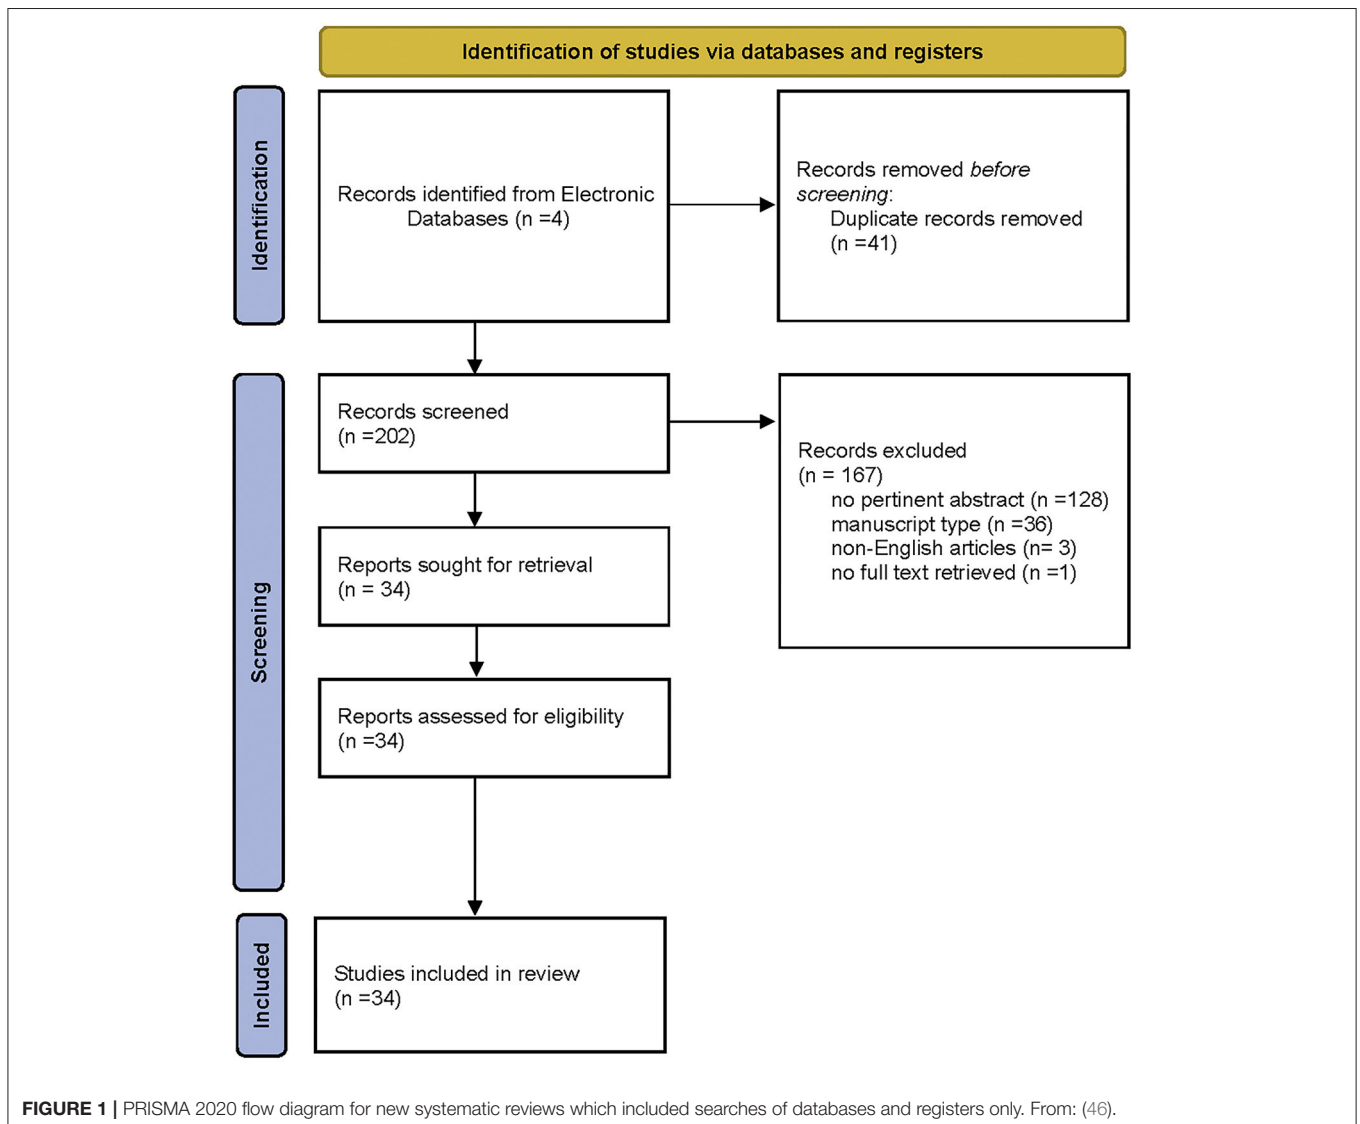 Identification of studies via databases and registers
Identification
Records identified from Electronic
Databases (n =4)
Records removed before
screening:
Duplicate records removed
(n =41)
Screening
Records screened
(n =202)
Records excluded
(n = 167)
no pertinent abstract (n =128)
manuscript type (n =36)
non-English articles (n= 3)
no full text retrieved (n =1)
Reports sought for retrieval
(n = 34)
Reports assessed for eligibility
(n =34)
Included
Studies included in review
(n =34)
FIGURE 1 | PRISMA 2020 flow diagram for new systematic reviews which included searches of databases and registers only. From: (46).